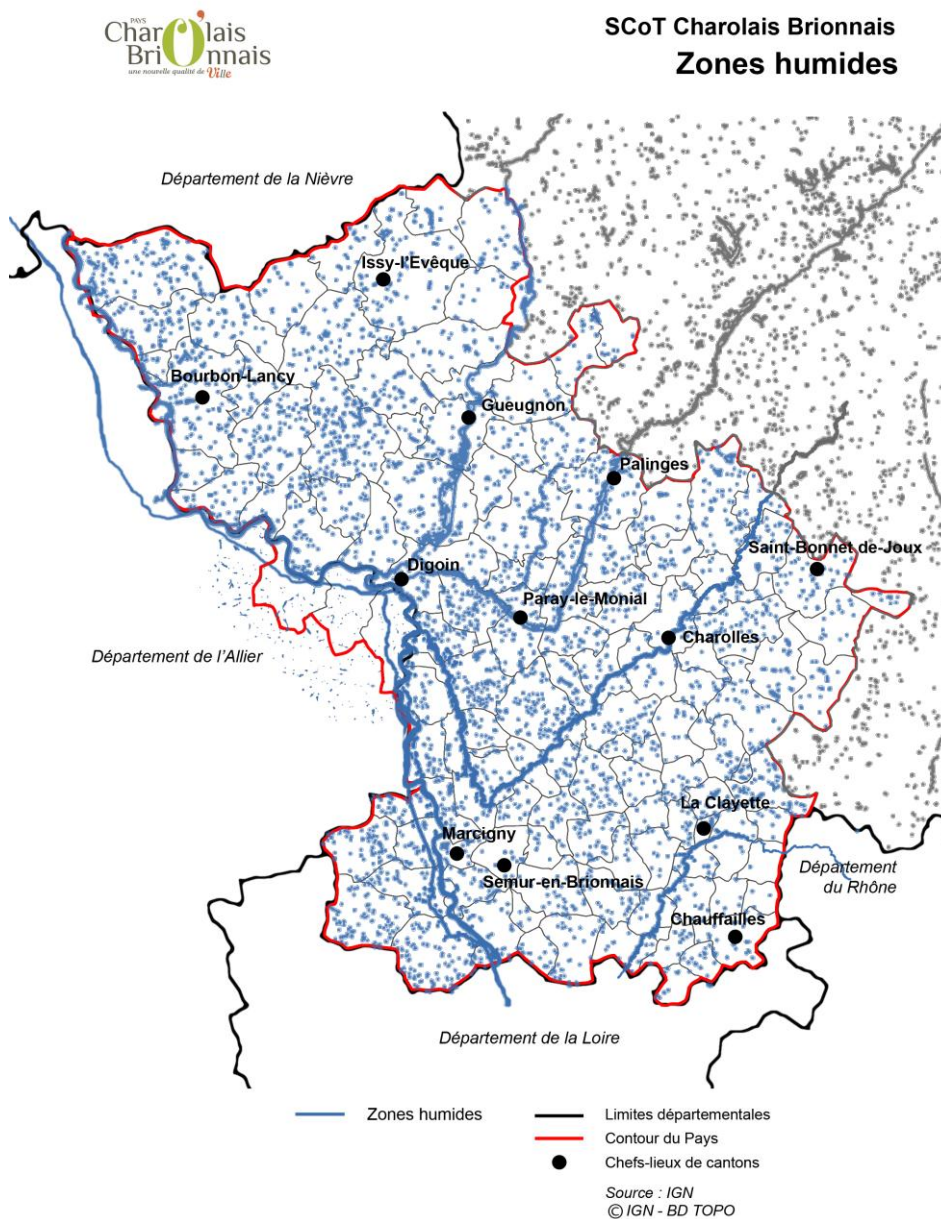 PAYS
Charolais
Brionnais
une nouvelle qualité de Ville
SCoT Charolais Brionnais
Zones humides
Département de la Nièvre
Issy-l'Evêque
Bourbon-Lancy
Gueugnon
Palinges
Saint-Bonnet de-Joux
Digoin
Paray-le-Monial
Charolles
Département de l'Allier
La Clayette
Marcigny
Semur-en-Brionnais
Département
du Rhône
Chauffailles
Département de la Loire
Zones humides
Limites départementales
Contour du Pays
Chefs-lieux de cantons
Source : IGN
© IGN - BD TOPO